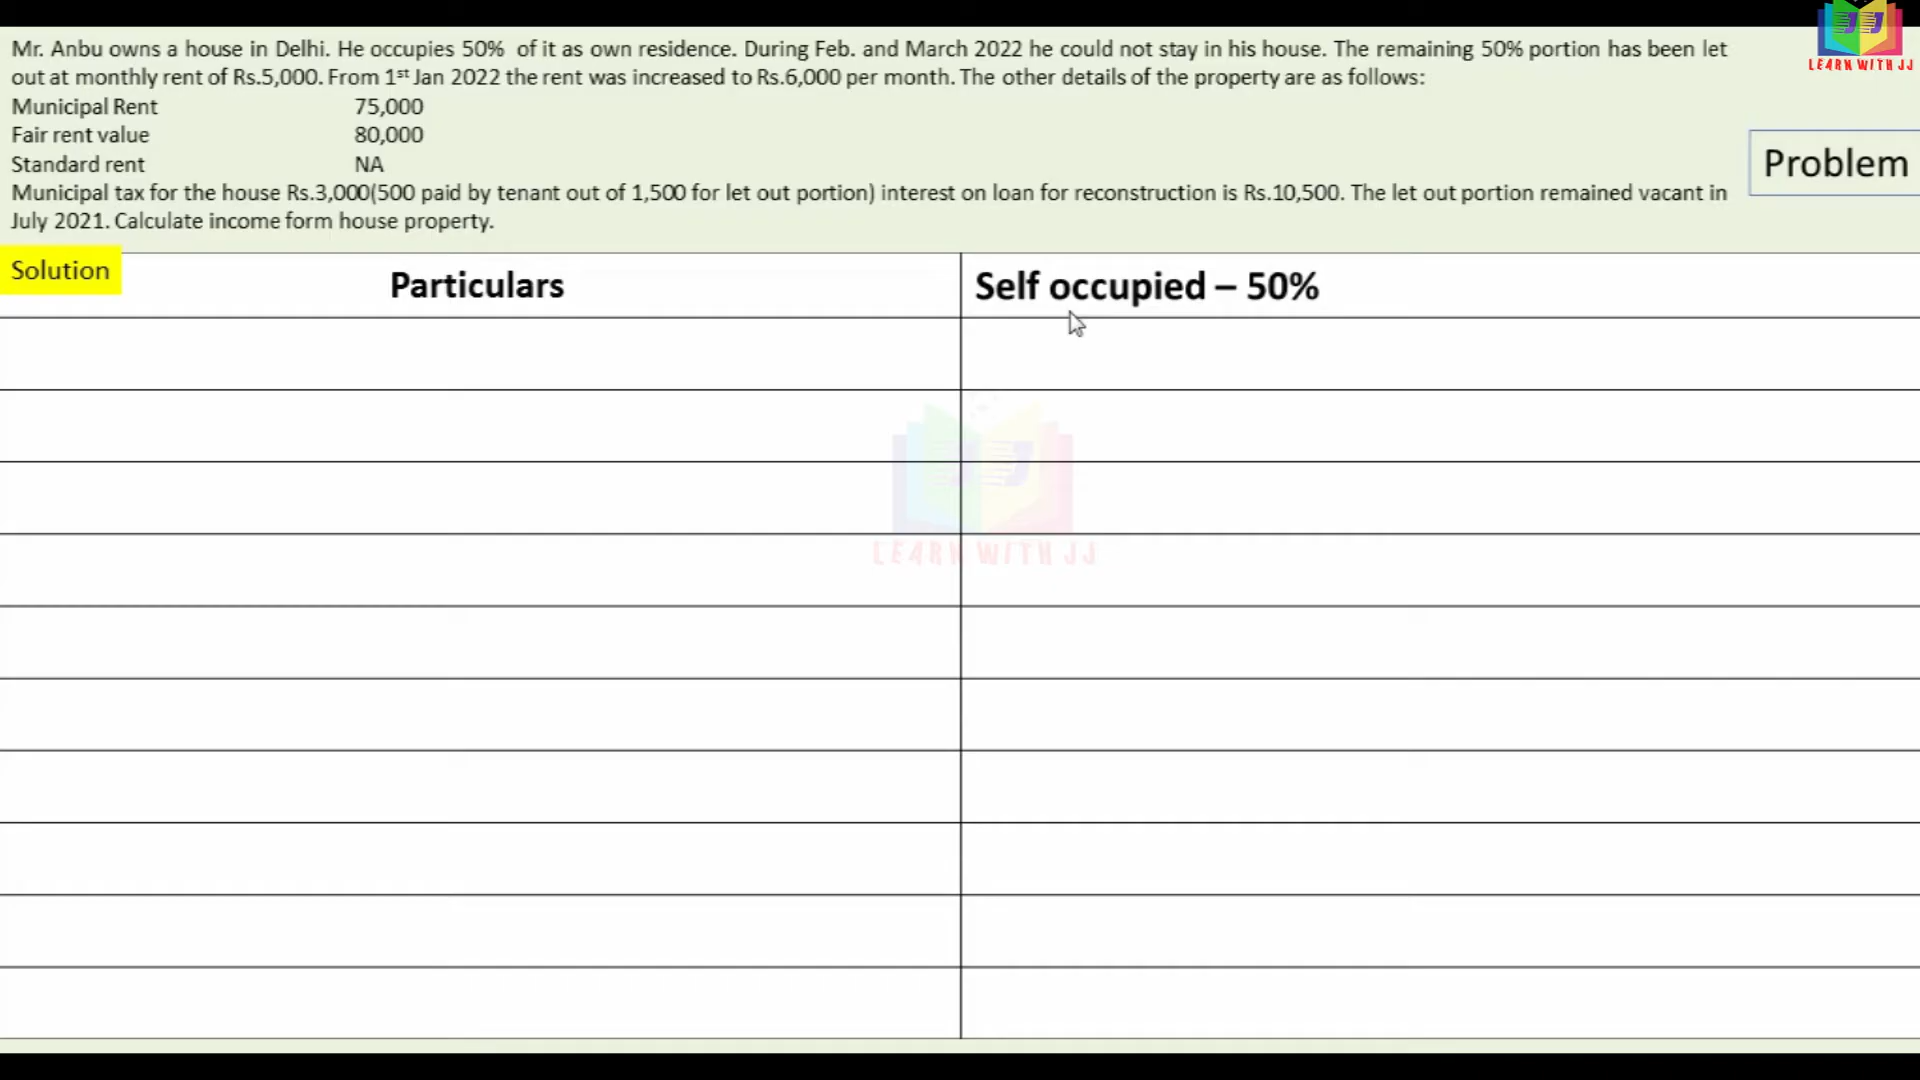 LEARN WITH JJ
Mr. Anbu owns a house in Delhi. He occupies 50% of it as own residence. During Feb. and March 2022 he could not stay in his house. The remaining 50% portion has been let
out at monthly rent of Rs.5,000. From 1st Jan 2022 the rent was increased to Rs.6,000 per month. The other details of the property are as follows:
Municipal Rent 75,000
Fair rent value 80,000
Standard rent NA
Problem
Municipal tax for the house Rs.3,000(500 paid by tenant out of 1,500 for let out portion) interest on loan for reconstruction is Rs.10,500. The let out portion remained vacant in
July 2021. Calculate income form house property.
Solution
Particulars Self occupied – 50%
LEARN WITH JJ